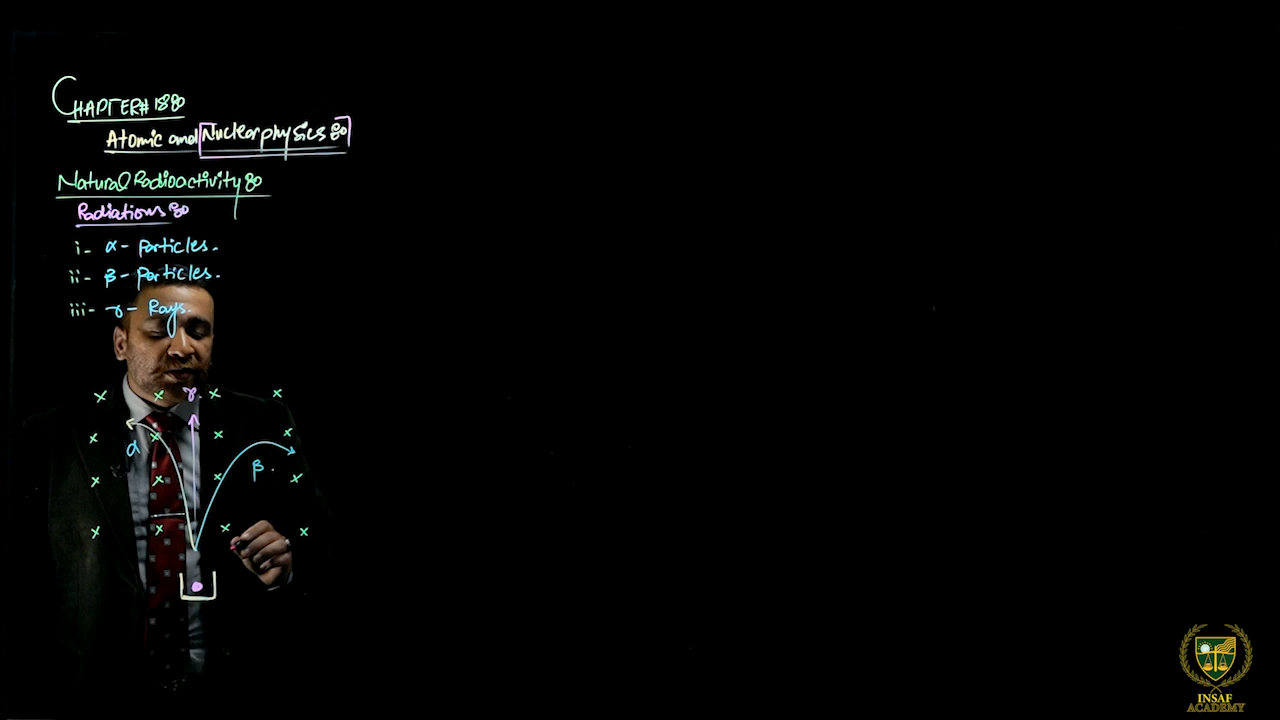 CHAPTER# 18:
Atomic and Nuclear physics:
Natural Radioactivity:
Radiations:
i- α- particles.
ii- β- particles.
iii- γ- Rays.
x x γ. x x
α
x x x x
β.
x x x x
x x x x
INSAF
ACADEMY